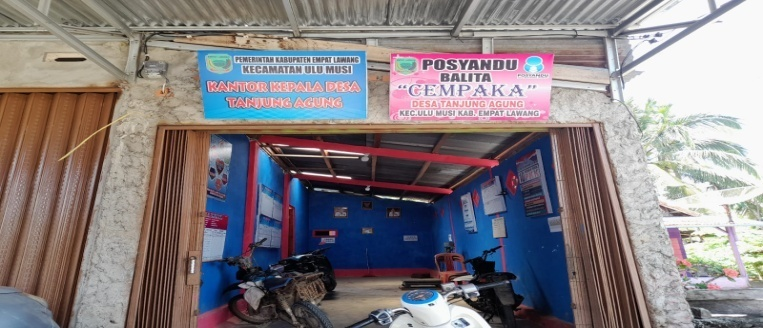 PEMERINTAH KABUPATEN EMPAT LAWANG
KECAMATAN ULU MUSI
KANTOR KEPALA DESA
TANJUNG AGUNG
POSYANDU
BALITA
"CEMPAKA"
DESA TANJUNG AGUNG
KEC.ULU MUSI KAB. EMPAT LAWANG
POSYANDU